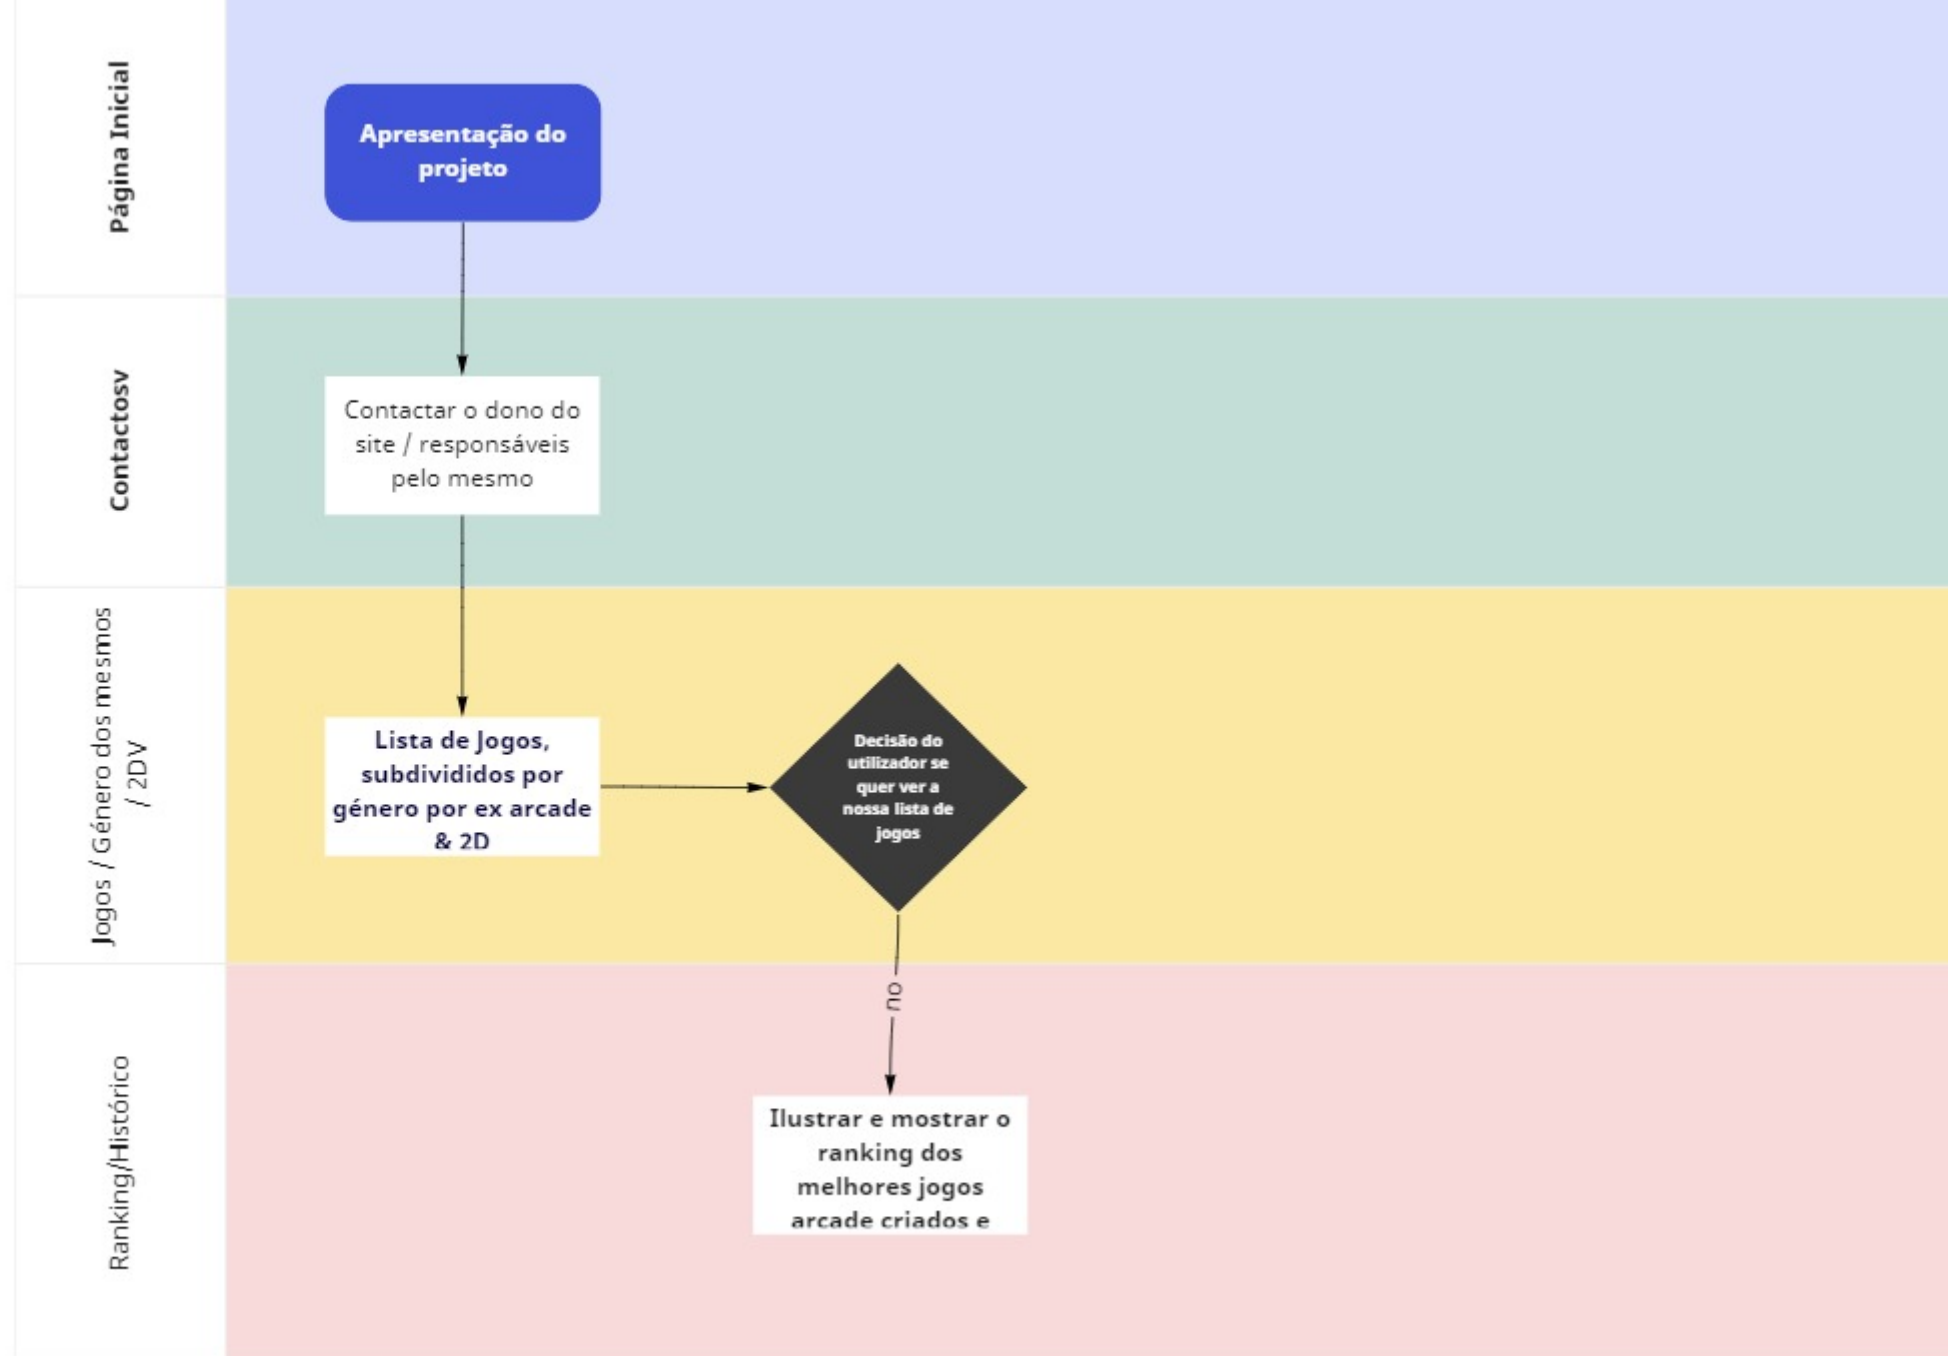 Página Inicial
Apresentação do
projeto
Contactosv
Contactar o dono do
site / responsáveis
pelo mesmo
Jogos / Género dos mesmos
/ 2DV
Lista de Jogos,
subdivididos por
género por ex arcade
& 2D
Decisão do
utilizador se
quer ver a
nossa lista de
jogos
no
Ranking/Histórico
Ilustrar e mostrar o
ranking dos
melhores jogos
arcade criados e